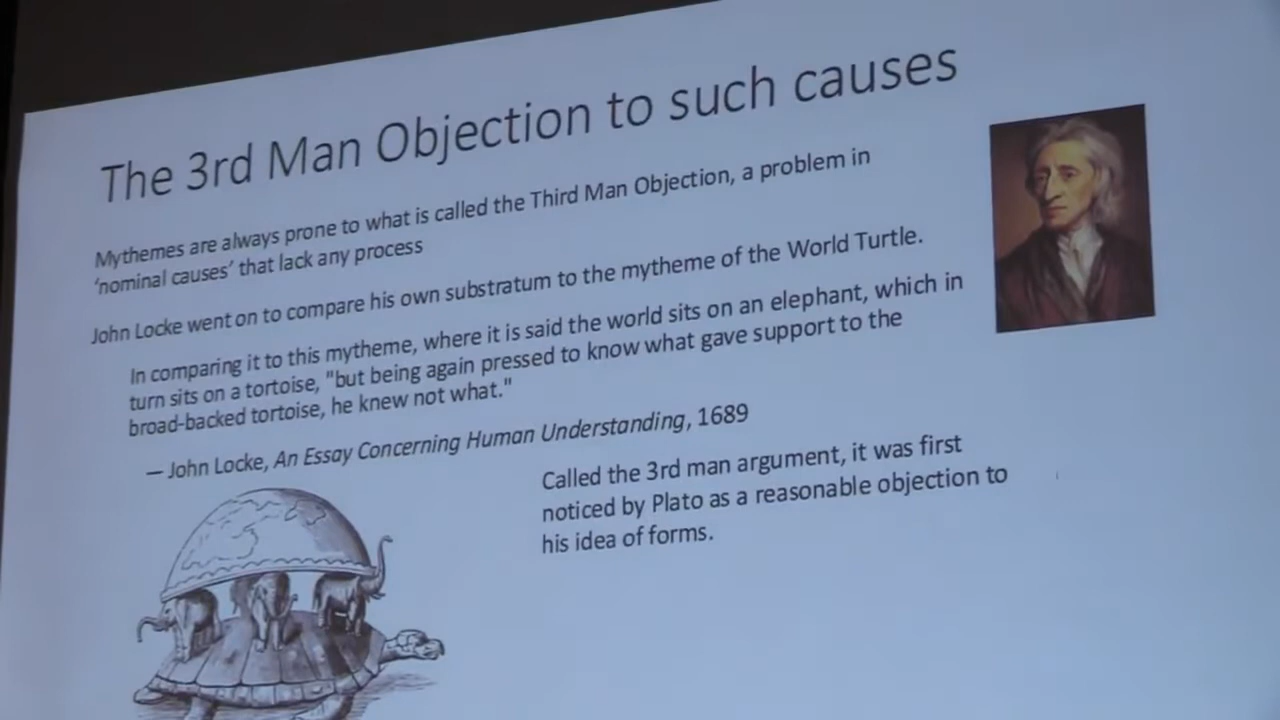 The 3rd Man Objection to such causes
Mythemes are always prone to what is called the Third Man Objection, a problem in
‘nominal causes’ that lack any process
John Locke went on to compare his own substratum to the mytheme of the World Turtle.
In comparing it to this mytheme, where it is said the world sits on an elephant, which in
turn sits on a tortoise, "but being again pressed to know what gave support to the
broad-backed tortoise, he knew not what."
— John Locke, An Essay Concerning Human Understanding, 1689
Called the 3rd man argument, it was first
noticed by Plato as a reasonable objection to
his idea of forms.